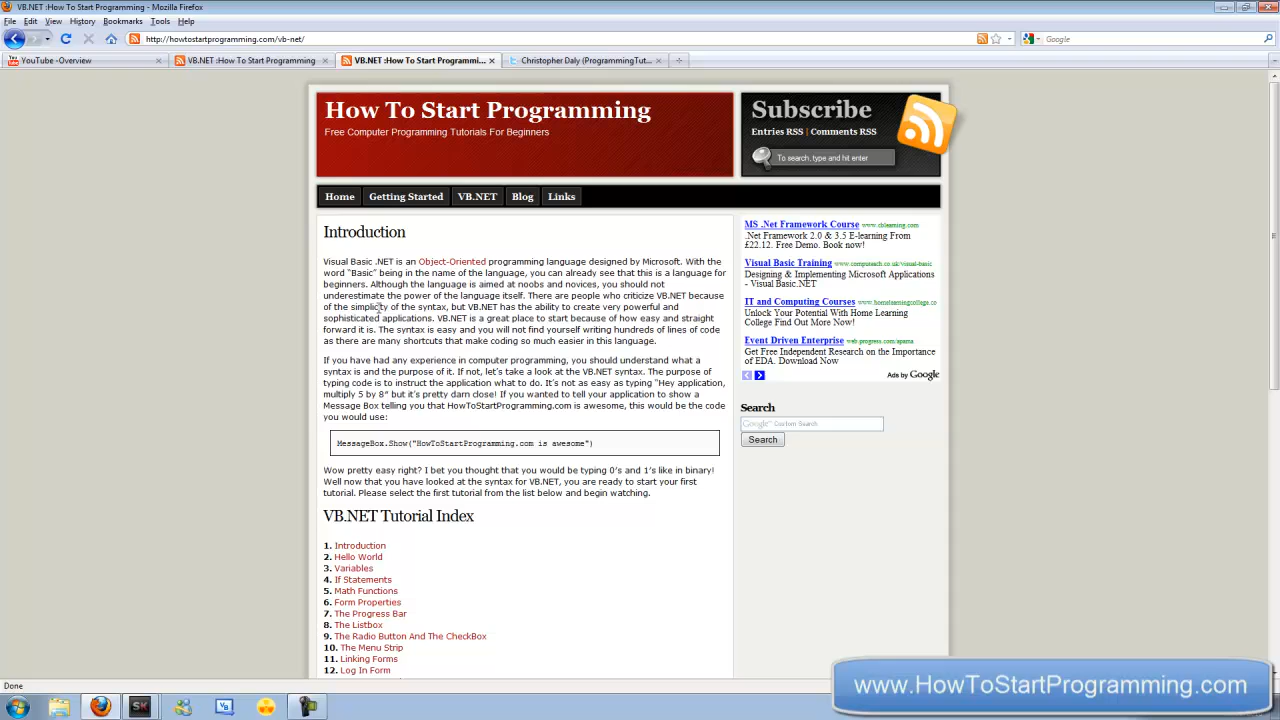 VB.NET :How To Start Programming - Mozilla Firefox
File Edit View History Bookmarks Tools Help
http://howtostartprogramming.com/vb-net/
Google
YouTube -Overview
VB.NET :How To Start Programming
VB.NET :How To Start Programmi...
Christopher Daly (ProgrammingTut...
How To Start Programming
Free Computer Programming Tutorials For Beginners
Subscribe
Entries RSS | Comments RSS
To search, type and hit enter
Home Getting Started VB.NET Blog Links
Introduction
Visual Basic .NET is an Object-Oriented programming language designed by Microsoft. With the
word “Basic” being in the name of the language, you can already see that this is a language for
beginners. Although the language is aimed at noobs and novices, you should not
underestimate the power of the language itself. There are people who criticize VB.NET because
of the simplicity of the syntax, but VB.NET has the ability to create very powerful and
sophisticated applications. VB.NET is a great place to start because of how easy and straight
forward it is. The syntax is easy and you will not find yourself writing hundreds of lines of code
as there are many shortcuts that make coding so much easier in this language.
If you have had any experience in computer programming, you should understand what a
syntax is and the purpose of it. If not, let’s take a look at the VB.NET syntax. The purpose of
typing code is to instruct the application what to do. It’s not as easy as typing “Hey application,
multiply 5 by 8” but it’s pretty darn close! If you wanted to tell your application to show a
Message Box telling you that HowToStartProgramming.com is awesome, this would be the code
you would use:
MessageBox.Show("HowToStartProgramming.com is awesome")
Wow pretty easy right? I bet you thought that you would be typing 0’s and 1’s like in binary!
Well now that you have looked at the syntax for VB.NET, you are ready to start your first
tutorial. Please select the first tutorial from the list below and begin watching.
VB.NET Tutorial Index
1. Introduction
2. Hello World
3. Variables
4. If Statements
5. Math Functions
6. Form Properties
7. The Progress Bar
8. The Listbox
9. The Radio Button And The CheckBox
10. The Menu Strip
11. Linking Forms
12. Log In Form
MS .Net Framework Course www.cblearning.com
.Net Framework 2.0 & 3.5 E-learning From
£22.12. Free Demo. Book now!
Visual Basic Training www.computeach.co.uk/visual-basic
Designing & Implementing Microsoft Applications
- Visual Basic.NET
IT and Computing Courses www.homelearningcollege.co
Unlock Your Potential With Home Learning
College Find Out More Now!
Event Driven Enterprise web.progress.com/apama
Get Free Independent Research on the Importance
of EDA. Download Now
Ads by Google
Search
Google™ Custom Search
Search
Done
www.HowToStartProgramming.com
SK
VB